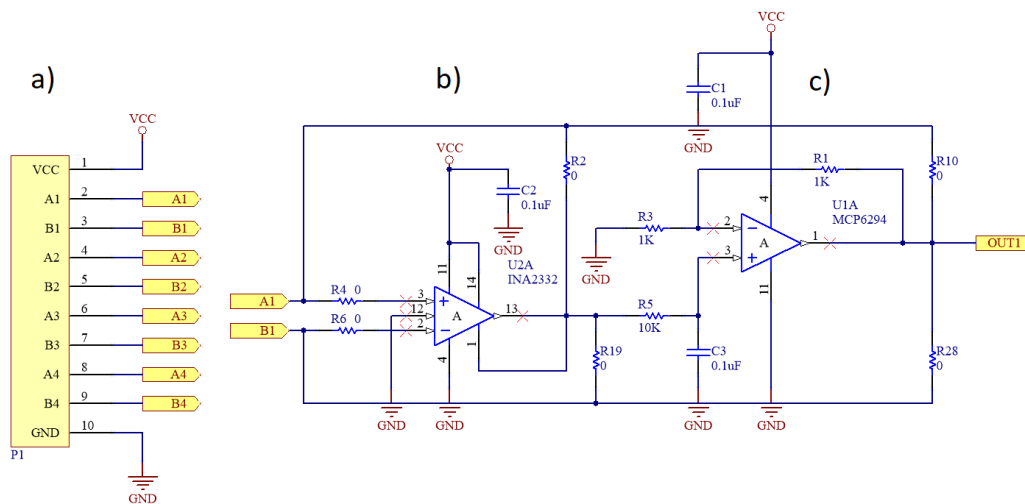 a)
VCC
VCC
1
A1
2
A1
B1
3
B1
A2
4
A2
B2
5
B2
A3
6
A3
B3
7
B3
A4
8
A4
B4
9
B4
GND
10
P1
GND
b)
VCC
C2
0.1uF
GND
U2A
INA2332
A1
B1
R4 0
R6 0
3
12
2
11
14
A
13
4
1
GND
GND
R2
0
R19
0
c)
VCC
C1
0.1uF
GND
R1
1K
R3
1K
GND
U1A
MCP6294
4
2
3
A
1
11
R5
10K
C3
0.1uF
GND
GND
R10
0
OUT1
R28
0